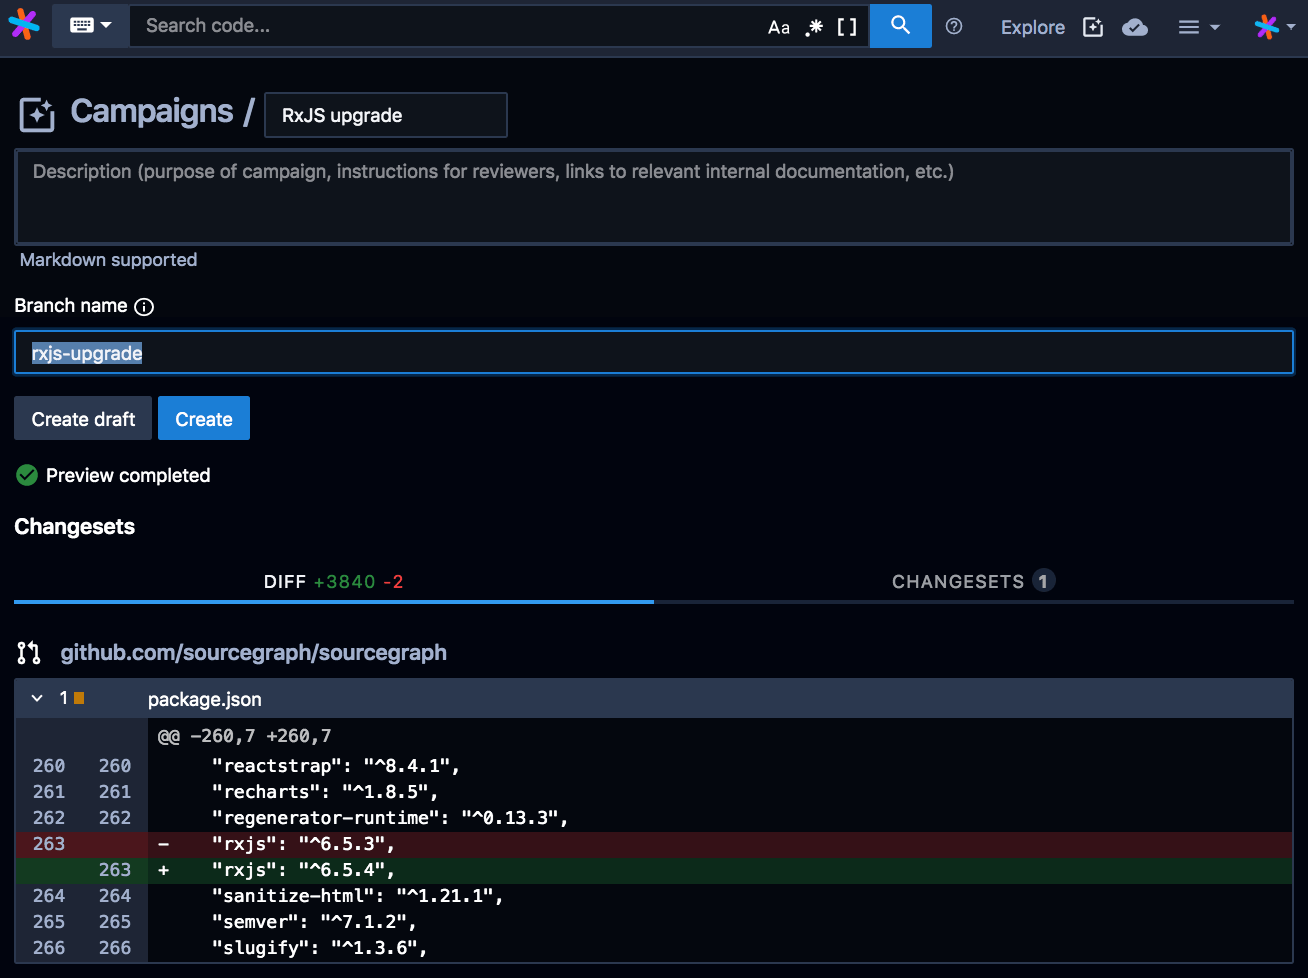 Search code... Aa .* [ ] Explore
Campaigns / RxJS upgrade
Description (purpose of campaign, instructions for reviewers, links to relevant internal documentation, etc.)
Markdown supported
Branch name
rxjs-upgrade
Create draft Create
Preview completed
Changesets
DIFF +3840 -2 CHANGESETS 1
github.com/sourcegraph/sourcegraph
1 package.json
@@ -260,7 +260,7
260 260 "reactstrap": "^8.4.1",
261 261 "recharts": "^1.8.5",
262 262 "regenerator-runtime": "^0.13.3",
263 - "rxjs": "^6.5.3",
263 + "rxjs": "^6.5.4",
264 264 "sanitize-html": "^1.21.1",
265 265 "semver": "^7.1.2",
266 266 "slugify": "^1.3.6",